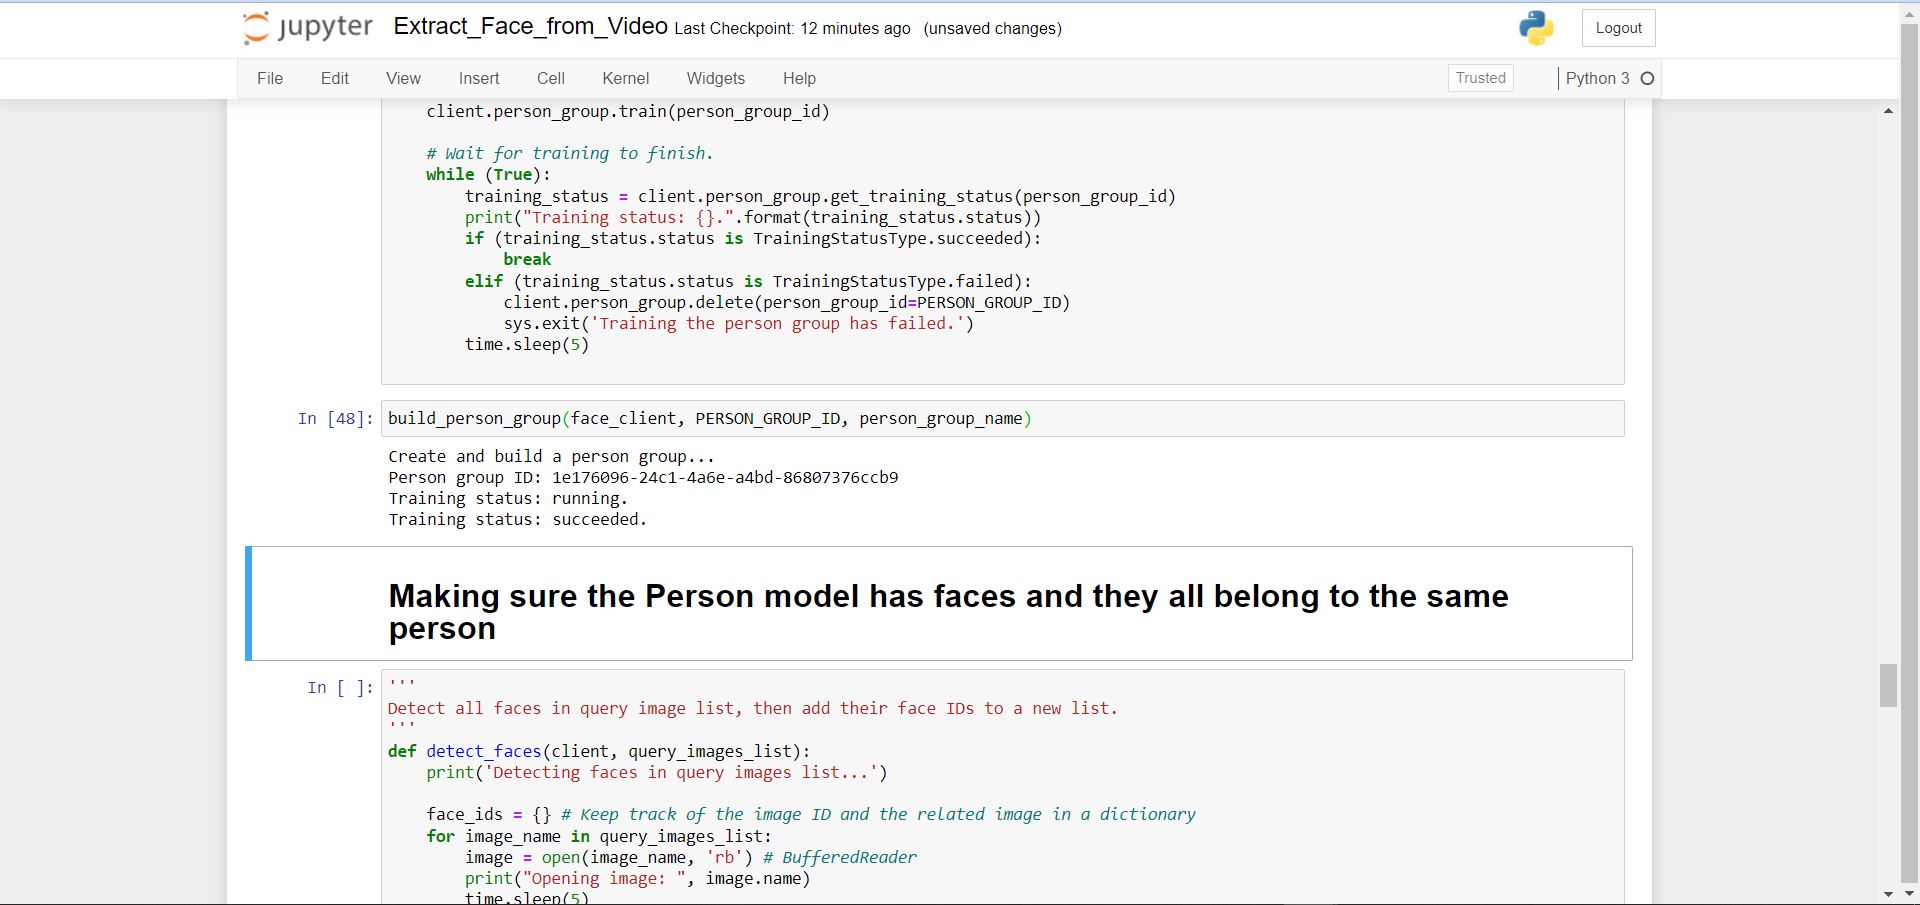 jupyter Extract_Face_from_Video Last Checkpoint: 12 minutes ago (unsaved changes) Logout
File Edit View Insert Cell Kernel Widgets Help Trusted Python 3
client.person_group.train(person_group_id)
# Wait for training to finish.
while (True):
training_status = client.person_group.get_training_status(person_group_id)
print("Training status: {}.".format(training_status.status))
if (training_status.status is TrainingStatusType.succeeded):
break
elif (training_status.status is TrainingStatusType.failed):
client.person_group.delete(person_group_id=PERSON_GROUP_ID)
sys.exit('Training the person group has failed.')
time.sleep(5)
In [48]: build_person_group(face_client, PERSON_GROUP_ID, person_group_name)
Create and build a person group...
Person group ID: 1e176096-24c1-4a6e-a4bd-86807376ccb9
Training status: running.
Training status: succeeded.
Making sure the Person model has faces and they all belong to the same
person
In [ ]: '''
Detect all faces in query image list, then add their face IDs to a new list.
'''
def detect_faces(client, query_images_list):
print('Detecting faces in query images list...')
face_ids = {} # Keep track of the image ID and the related image in a dictionary
for image_name in query_images_list:
image = open(image_name, 'rb') # BufferedReader
print("Opening image: ", image.name)
time.sleep(5)